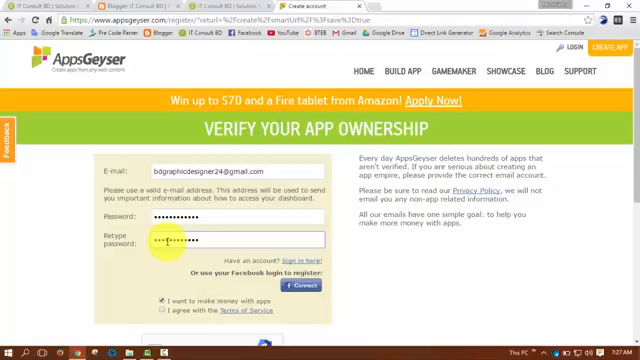 IT Consult BD | Solution
Blogger: IT Consult BD
IT Consult BD | Solution
Create account
https://www.appsgeyser.com/register/?returl=%2Fcreate%2FsmartUrl%2Fsave%2Dtrue
Apps
IT Consult BD
Blogger
Pre Code Parser
Blogger
IT Consult BD
Facebook
YouTube
BTEB
Google Drive
Direct Link Generator
Google Analytics
Search Console
Other bookmarks
AppsGeyser
Create apps from any web content
LOGIN
CREATE APP
HOME
BUILD APP
GAMEMAKER
SHOWCASE
BLOG
SUPPORT
Win up to $70 and a Fire tablet from Amazon! Apply Now!
VERIFY YOUR APP OWNERSHIP
Feedback
E-mail:
bdgraphicdesigner24@gmail.com
Please use a valid e-mail address. This address will be used to send
you important information about how to access your dashboard.
Password:
Retype
password:
Have an account? Sign in here!
Or use your Facebook login to register:
f Connect
I want to make money with apps
I agree with the Terms of Service
Every day AppsGeyser deletes hundreds of apps that
aren't verified. If you are serious about creating an
app empire, please provide the correct email account.
Please be sure to read our Privacy Policy, we will not
email you any non-app related information.
All our emails have one simple goal: to help you
make more money with apps.
This PC
ENG
7:27 AM